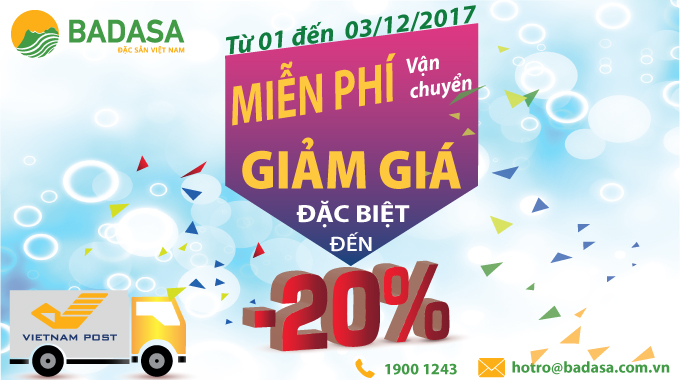 BADASA
ĐẶC SẢN VIỆT NAM
Từ 01 đến 03/12/2017
MIỄN PHÍ Vận chuyển
GIẢM GIÁ
ĐẶC BIỆT
ĐẾN
-20%
VIETNAM POST
1900 1243
hotro@badasa.com.vn